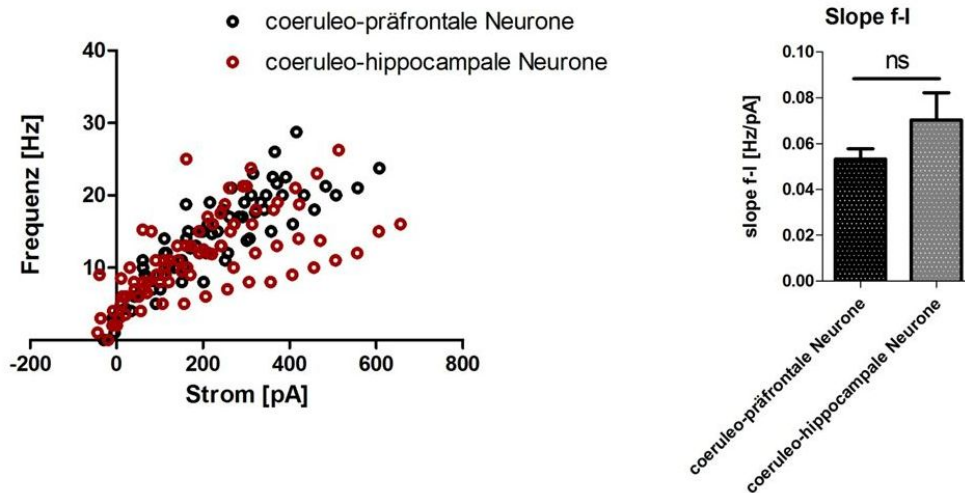 coeruleo-präfrontale Neurone
coeruleo-hippocampale Neurone
40
30
20
10
-200
0
200
400
600
800
Frequenz [Hz]
Strom [pA]
Slope f-I
ns
0.10
0.08
0.06
0.04
0.02
0.00
slope f-I [Hz/pA]
coeruleo-präfrontale Neurone
coeruleo-hippocampale Neurone